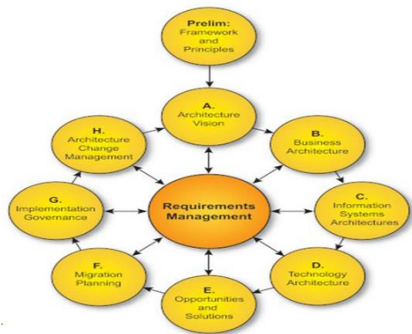 Prelim:
Framework
and
Principles
A.
Architecture
Vision
H.
Architecture
Change
Management
B.
Business
Architecture
G.
Implementation
Governance
Requirements
Management
C.
Information
Systems
Architectures
F.
Migration
Planning
D.
Technology
Architecture
E.
Opportunities
and
Solutions